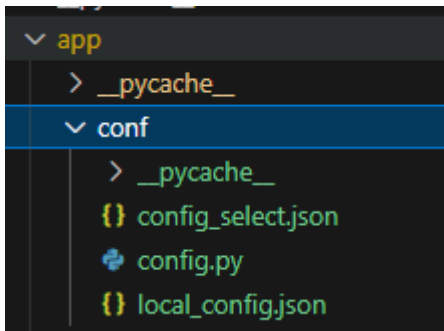 app
__pycache__
conf
__pycache__
{} config_select.json
config.py
{} local_config.json